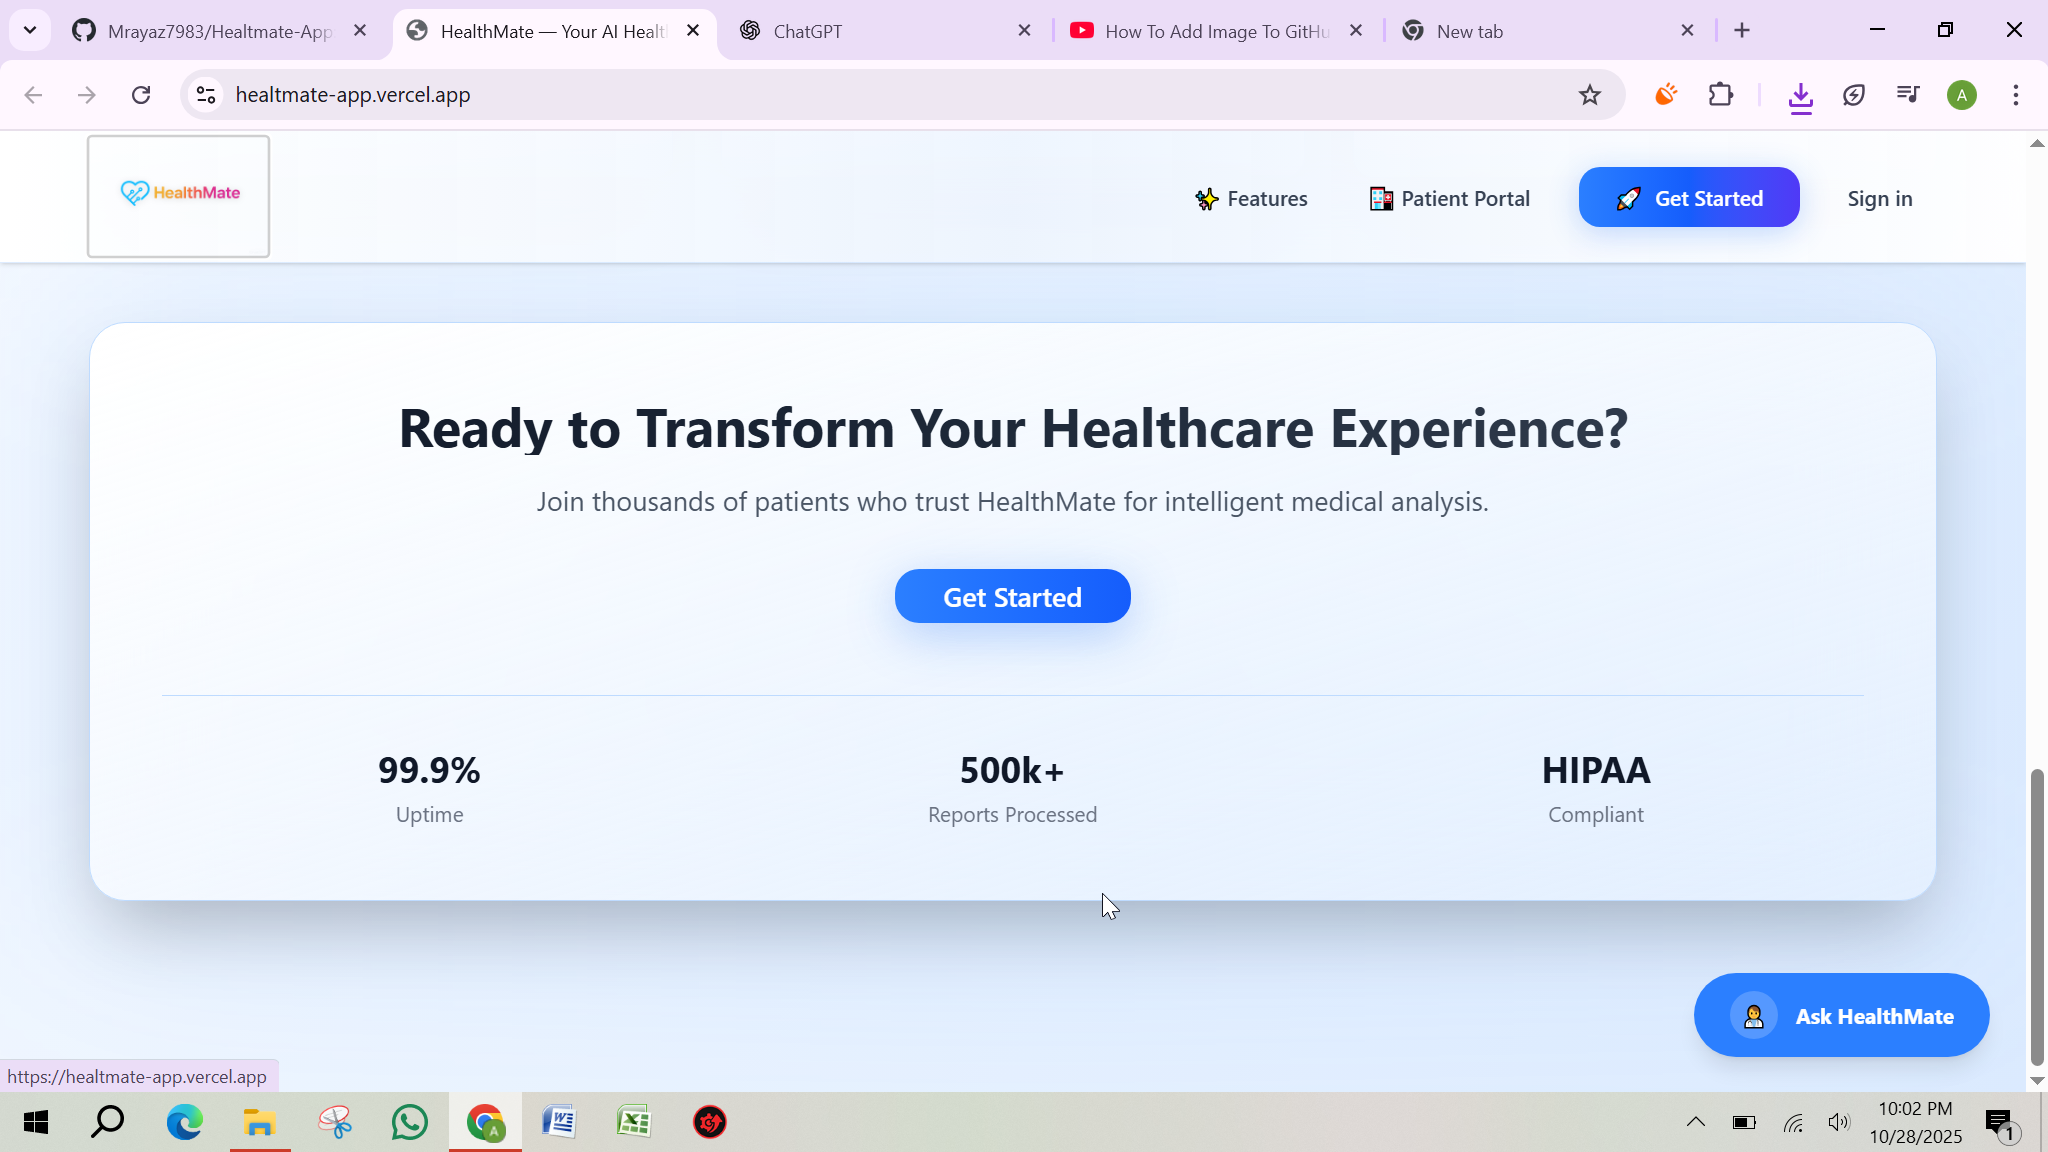 Mrayaz7983/Healtmate-App
HealthMate — Your AI Healt
ChatGPT
How To Add Image To GitHu
New tab
healtmate-app.vercel.app
A
HealthMate
Features
Patient Portal
Get Started
Sign in
Ready to Transform Your Healthcare Experience?
Join thousands of patients who trust HealthMate for intelligent medical analysis.
Get Started
99.9%
500k+
HIPAA
Uptime
Reports Processed
Compliant
Ask HealthMate
https://healtmate-app.vercel.app
A
10:02 PM
10/28/2025
1